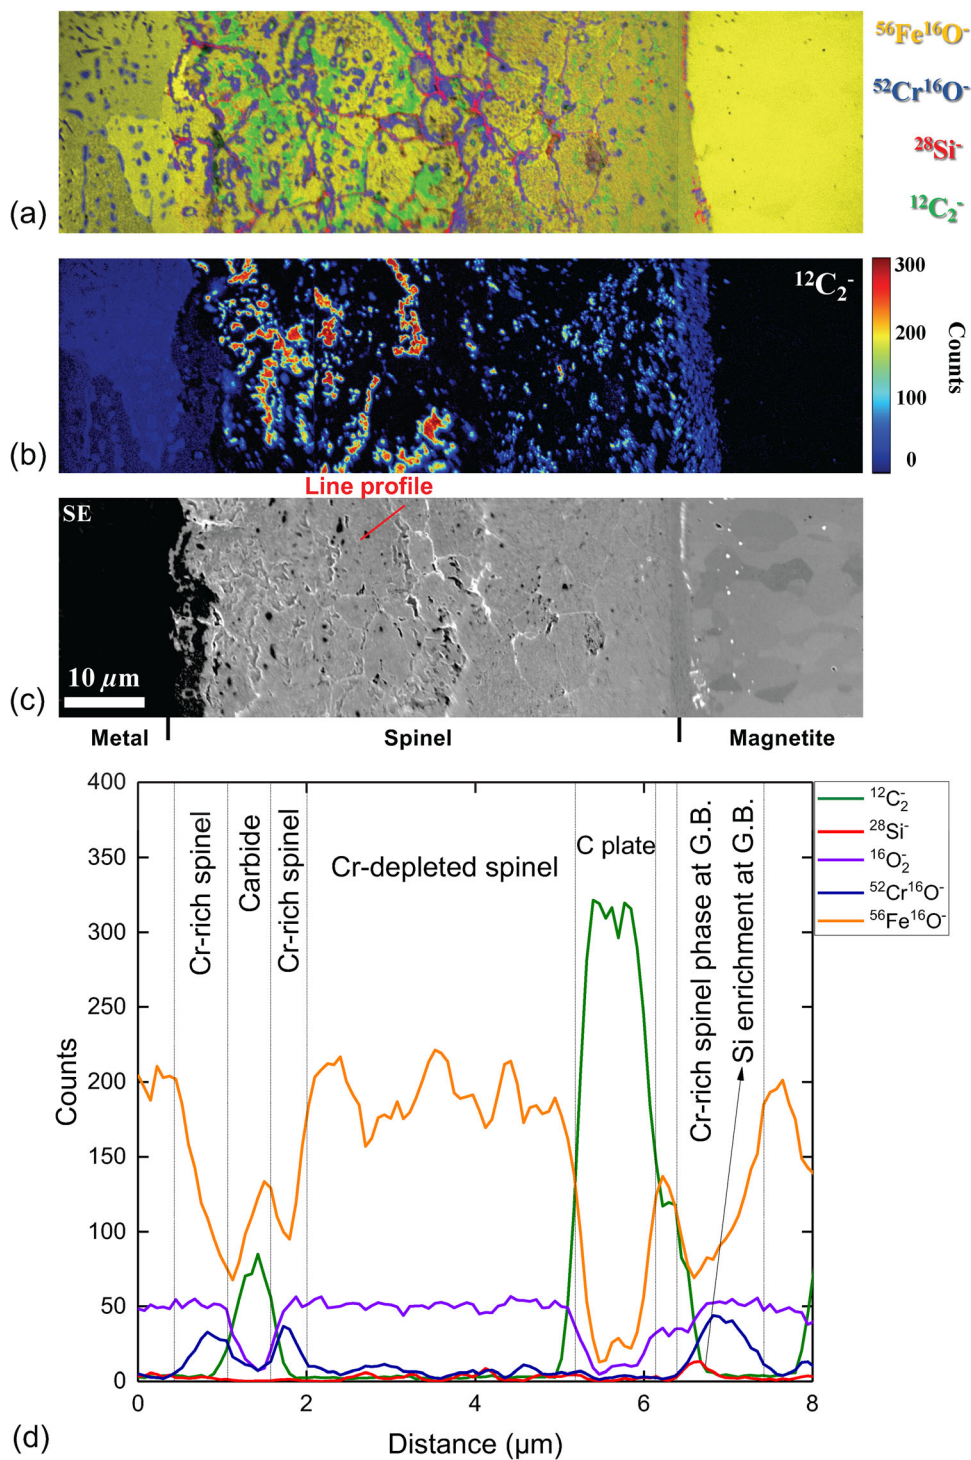 ⁵⁶Fe¹⁶O⁻
⁵²Cr¹⁶O⁻
²⁸Si⁻
¹²C₂⁻
(a)
¹²C₂⁻
300
200
100
0
Counts
(b)
Line profile
SE
10 µm
(c)
Metal
Spinel
Magnetite
400
350
300
250
200
150
100
50
0
Counts
Cr-rich spinel
Carbide
Cr-rich spinel
Cr-depleted spinel
C plate
Cr-rich spinel phase at G.B.
Si enrichment at G.B.
¹²C₂⁻
²⁸Si⁻
¹⁶O₂⁻
⁵²Cr¹⁶O⁻
⁵⁶Fe¹⁶O⁻
0 2 4 6 8
Distance (µm)
(d)